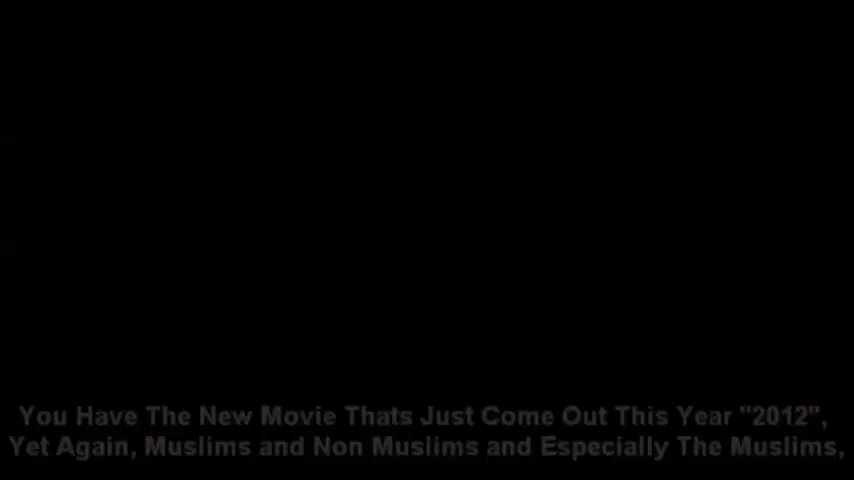 You Have The New Movie Thats Just Come Out This Year "2012",
Yet Again, Muslims and Non Muslims and Especially The Muslims,